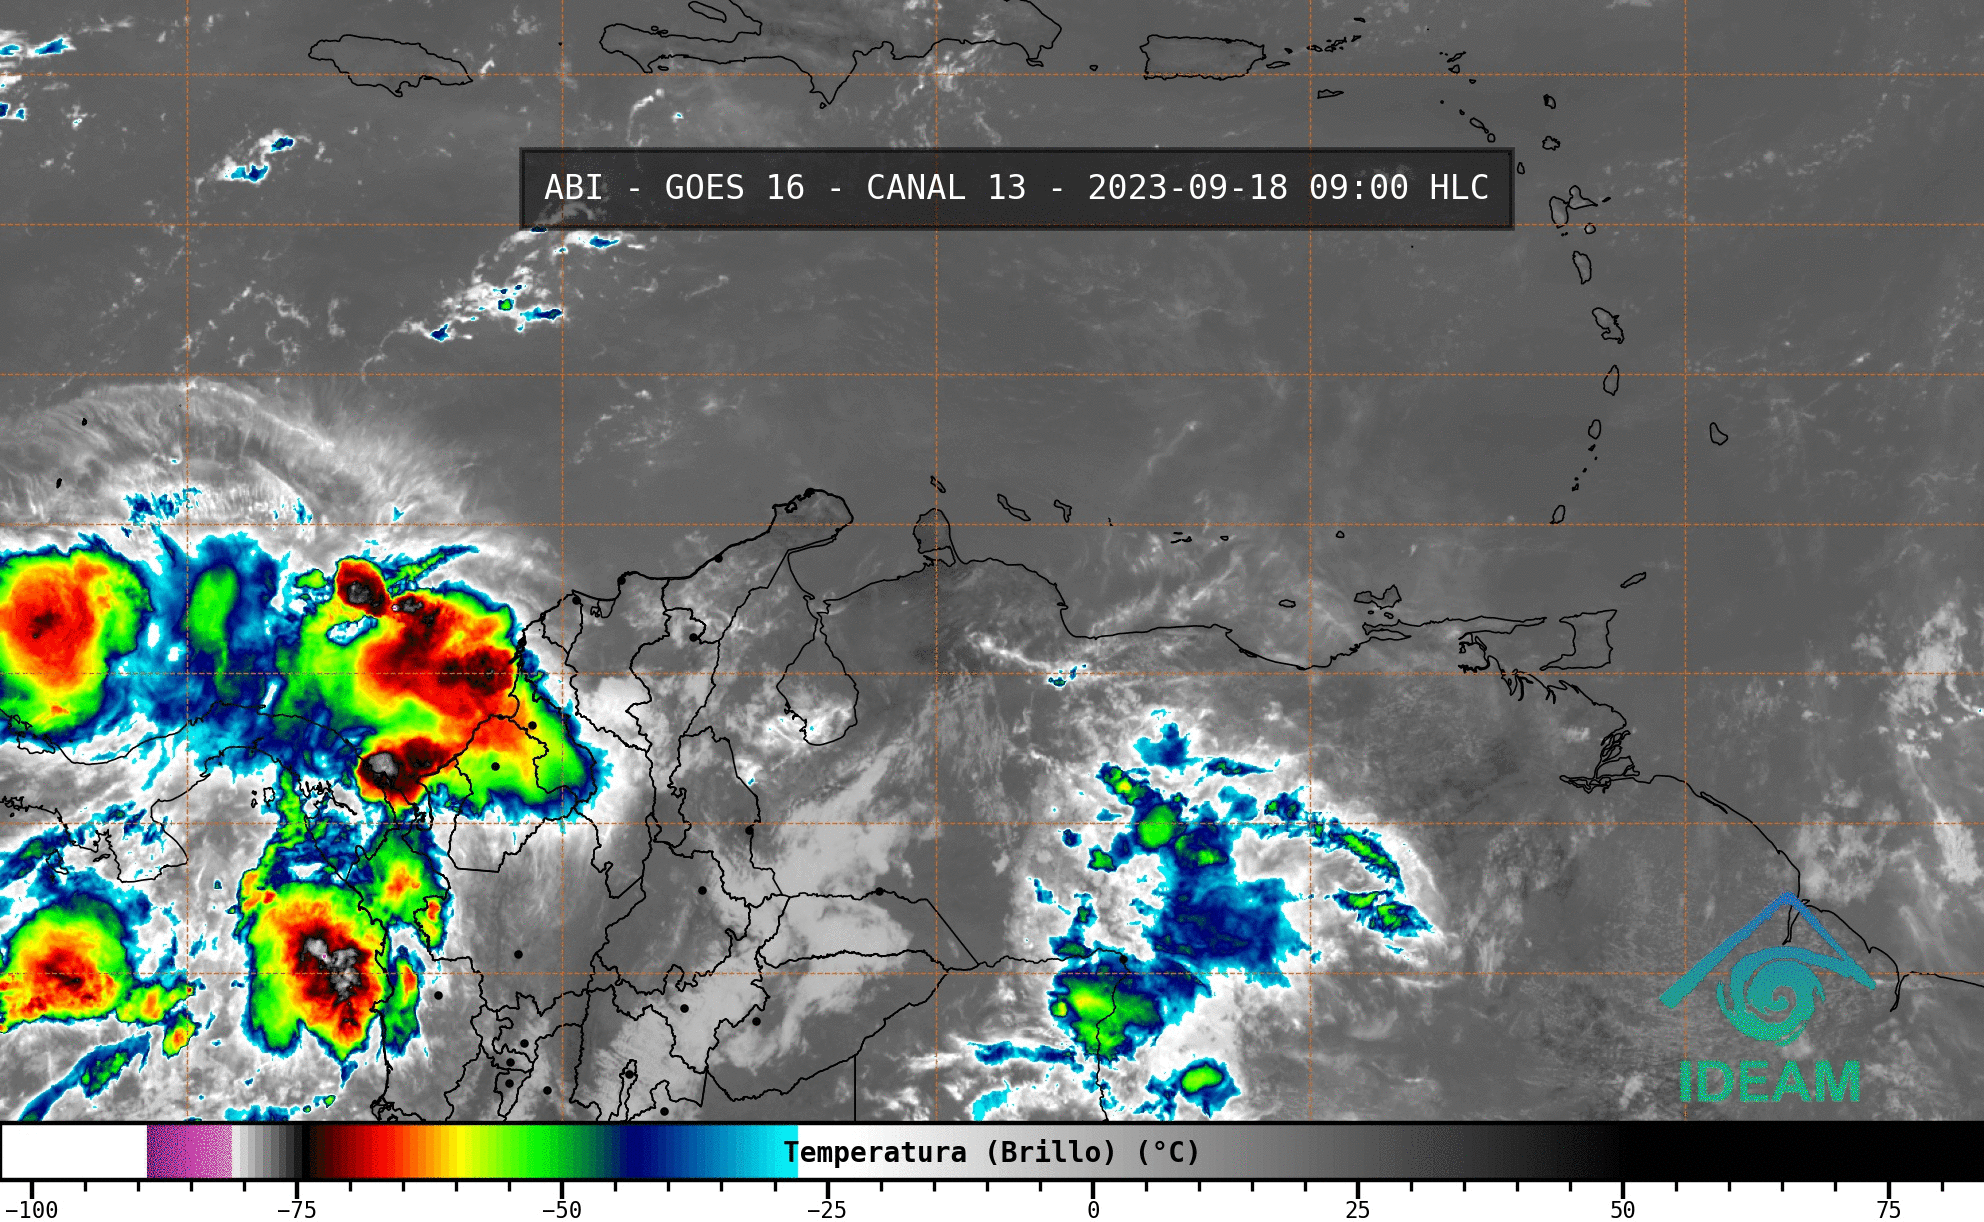 ABI - GOES 16 - CANAL 13 - 2023-09-18 09:00 HLC
IDEAM
Temperatura (Brillo) (°C)
−100 −75 −50 −25 0 25 50 75